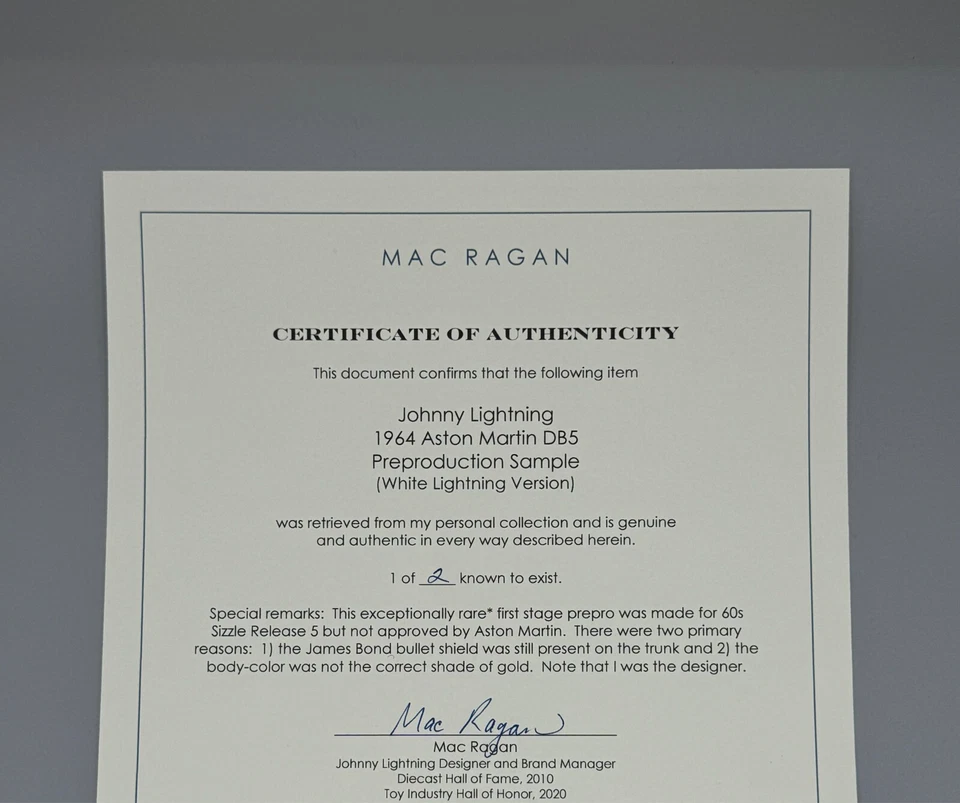 MAC RAGAN
CERTIFICATE OF AUTHENTICITY
This document confirms that the following item
Johnny Lightning
1964 Aston Martin DB5
Preproduction Sample
(White Lightning Version)
was retrieved from my personal collection and is genuine
and authentic in every way described herein.
1 of 2 known to exist.
Special remarks: This exceptionally rare* first stage prepro was made for 60s
Sizzle Release 5 but not approved by Aston Martin. There were two primary
reasons: 1) the James Bond bullet shield was still present on the trunk and 2) the
body-color was not the correct shade of gold. Note that I was the designer.
Mac Ragan
Mac Ragan
Johnny Lightning Designer and Brand Manager
Diecast Hall of Fame, 2010
Toy Industry Hall of Honor, 2020